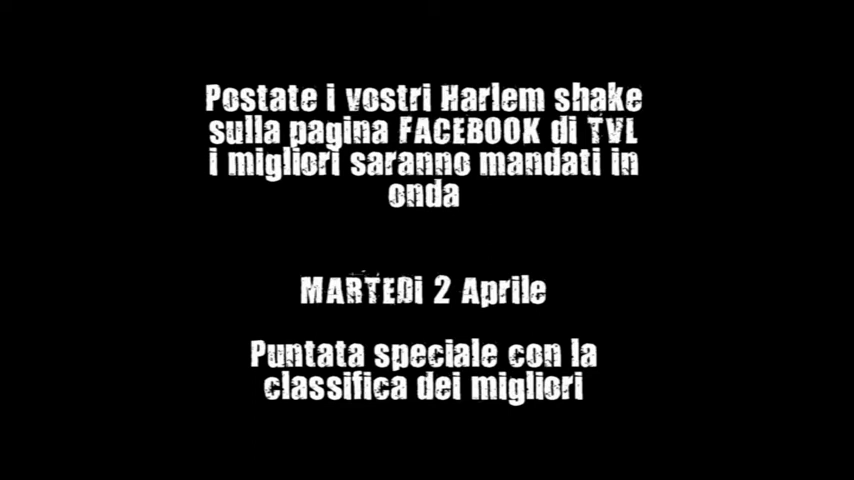 Postate i vostri Harlem shake
sulla pagina FACEBOOK di TVL
i migliori saranno mandati in
onda
MARTEDì 2 Aprile
Puntata speciale con la
classifica dei migliori